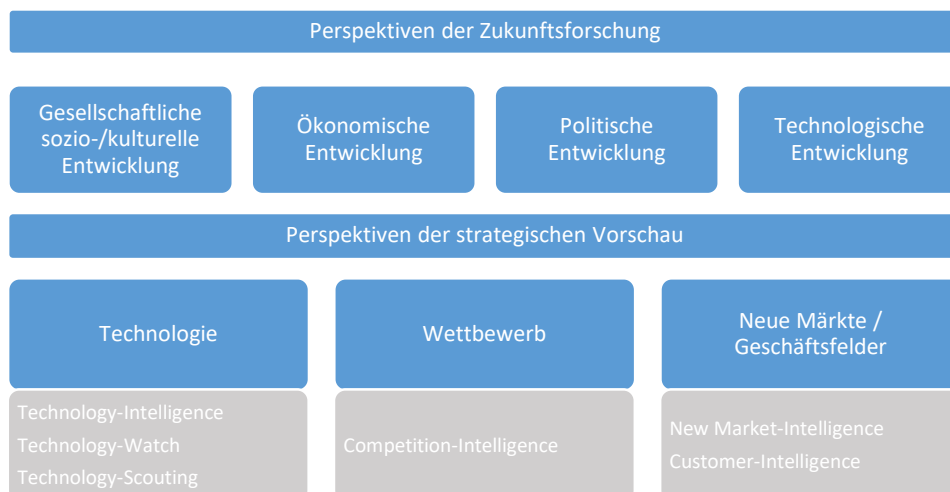 Perspektiven der Zukunftsforschung
Gesellschaftliche
sozio-/kulturelle
Entwicklung
Ökonomische
Entwicklung
Politische
Entwicklung
Technologische
Entwicklung
Perspektiven der strategischen Vorschau
Technologie
Wettbewerb
Neue Märkte /
Geschäftsfelder
Technology-Intelligence
Technology-Watch
Technology-Scouting
Competition-Intelligence
New Market-Intelligence
Customer-Intelligence